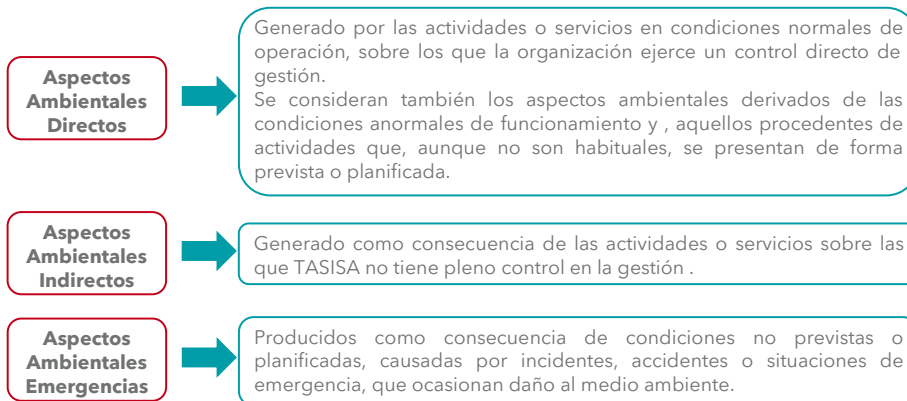 Aspectos
Ambientales
Directos
Generado por las actividades o servicios en condiciones normales de
operación, sobre los que la organización ejerce un control directo de
gestión.
Se consideran también los aspectos ambientales derivados de las
condiciones anormales de funcionamiento y , aquellos procedentes de
actividades que, aunque no son habituales, se presentan de forma
prevista o planificada.
Aspectos
Ambientales
Indirectos
Generado como consecuencia de las actividades o servicios sobre las
que TASISA no tiene pleno control en la gestión .
Aspectos
Ambientales
Emergencias
Producidos como consecuencia de condiciones no previstas o
planificadas, causadas por incidentes, accidentes o situaciones de
emergencia, que ocasionan daño al medio ambiente.